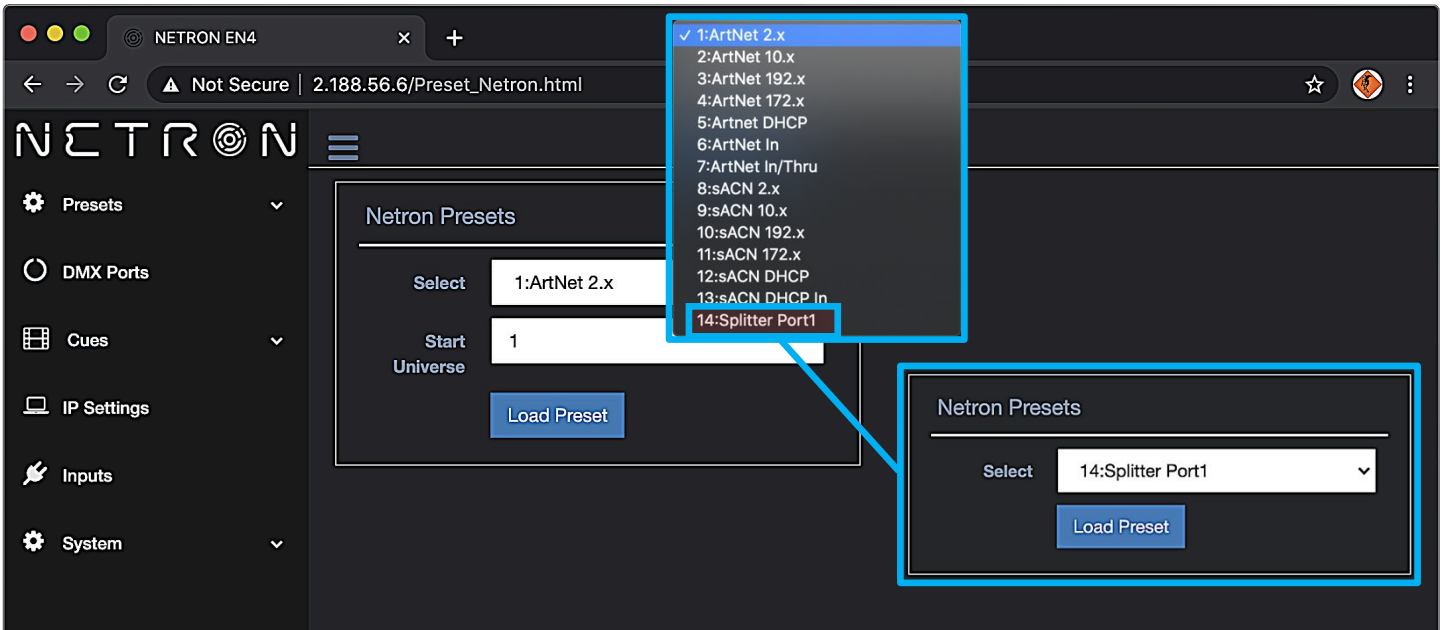 NETRON EN4
Not Secure | 2.188.56.6/Preset_Netron.html
NETRON
Presets
DMX Ports
Cues
IP Settings
Inputs
System
Netron Presets
Select
1:ArtNet 2.x
Start
Universe
1
Load Preset
✓ 1:ArtNet 2.x
2:ArtNet 10.x
3:ArtNet 192.x
4:ArtNet 172.x
5:Artnet DHCP
6:ArtNet In
7:ArtNet In/Thru
8:sACN 2.x
9:sACN 10.x
10:sACN 192.x
11:sACN 172.x
12:sACN DHCP
13:sACN DHCP In
14:Splitter Port1
Netron Presets
Select
14:Splitter Port1
Load Preset